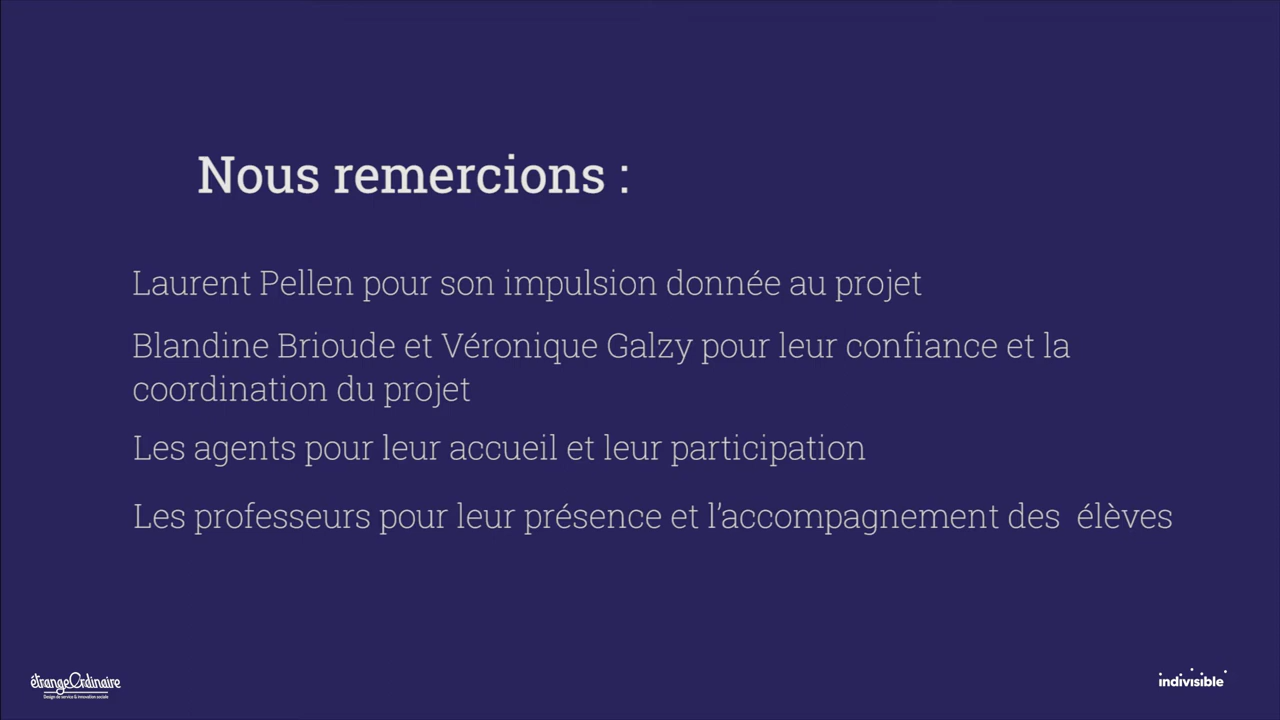 Nous remercions :
Laurent Pellen pour son impulsion donnée au projet
Blandine Brioude et Véronique Galzy pour leur confiance et la
coordination du projet
Les agents pour leur accueil et leur participation
Les professeurs pour leur présence et l’accompagnement des  élèves
étrangeOrdinaire
Design de service & innovation sociale
indivisible